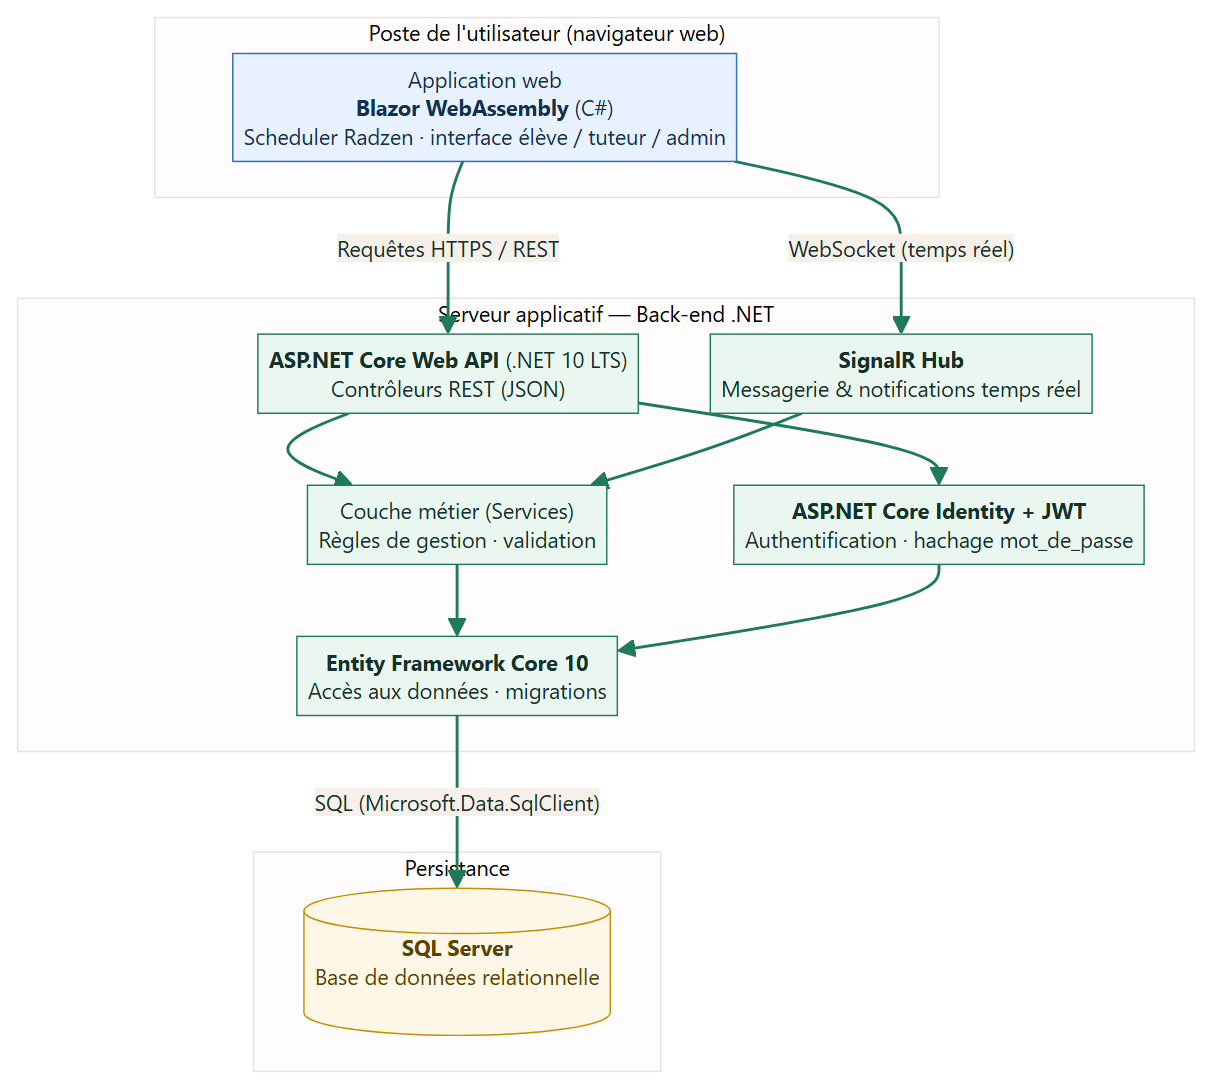 Poste de l'utilisateur (navigateur web)
Application web
Blazor WebAssembly (C#)
Scheduler Radzen · interface élève / tuteur / admin
Requêtes HTTPS / REST
WebSocket (temps réel)
Serveur applicatif — Back-end .NET
ASP.NET Core Web API (.NET 10 LTS)
Contrôleurs REST (JSON)
SignalR Hub
Messagerie & notifications temps réel
Couche métier (Services)
Règles de gestion · validation
ASP.NET Core Identity + JWT
Authentification · hachage mot_de_passe
Entity Framework Core 10
Accès aux données · migrations
SQL (Microsoft.Data.SqlClient)
Persistance
SQL Server
Base de données relationnelle